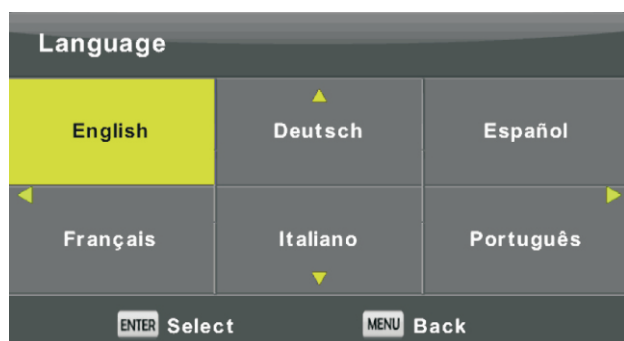 Language
English Deutsch Español
Français Italiano Português
ENTER Select MENU Back